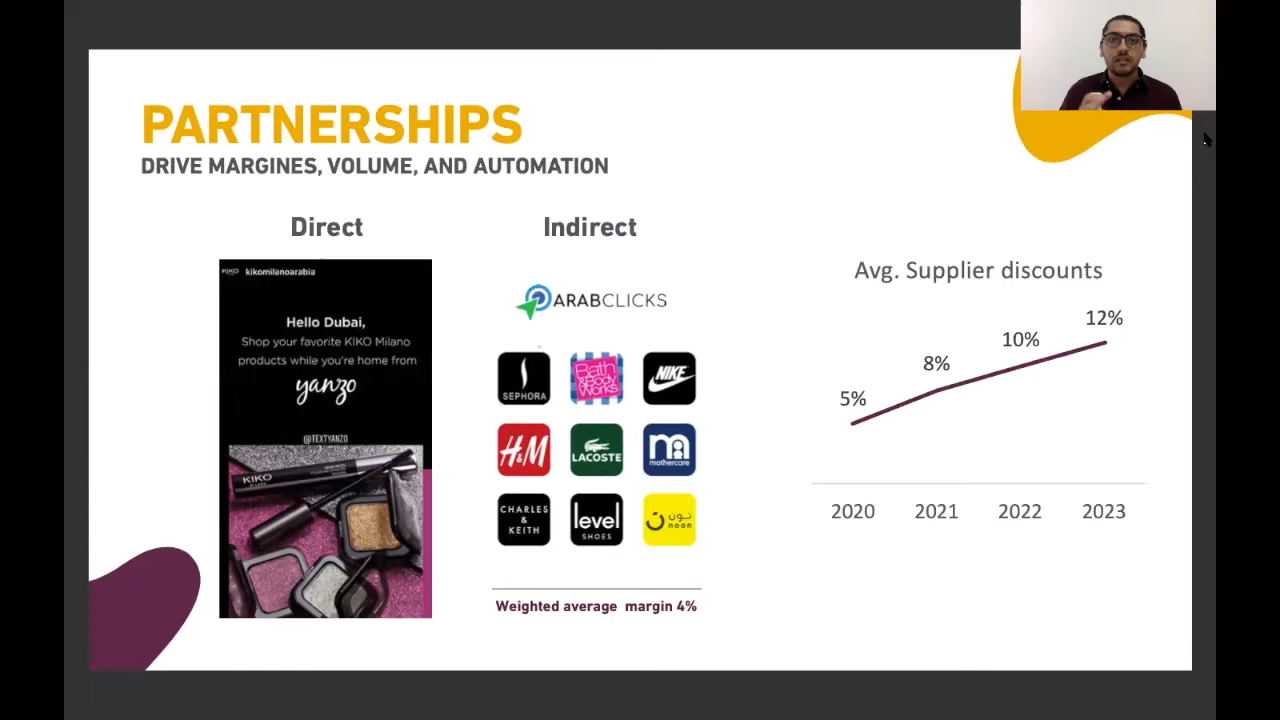 PARTNERSHIPS
DRIVE MARGINES, VOLUME, AND AUTOMATION
Direct
Indirect
KIKO kikomilanoarabia
Hello Dubai,
Shop your favorite KIKO Milano
products while you're home from
yanzo
@TEXTYANZO
KIKO
ARABCLICKS
SEPHORA
Bath
& Body
Works
NIKE
H&M
LACOSTE
mothercare
CHARLES
&
KEITH
level
SHOES
نون
noon
Weighted average margin 4%
Avg. Supplier discounts
5%
8%
10%
12%
2020
2021
2022
2023